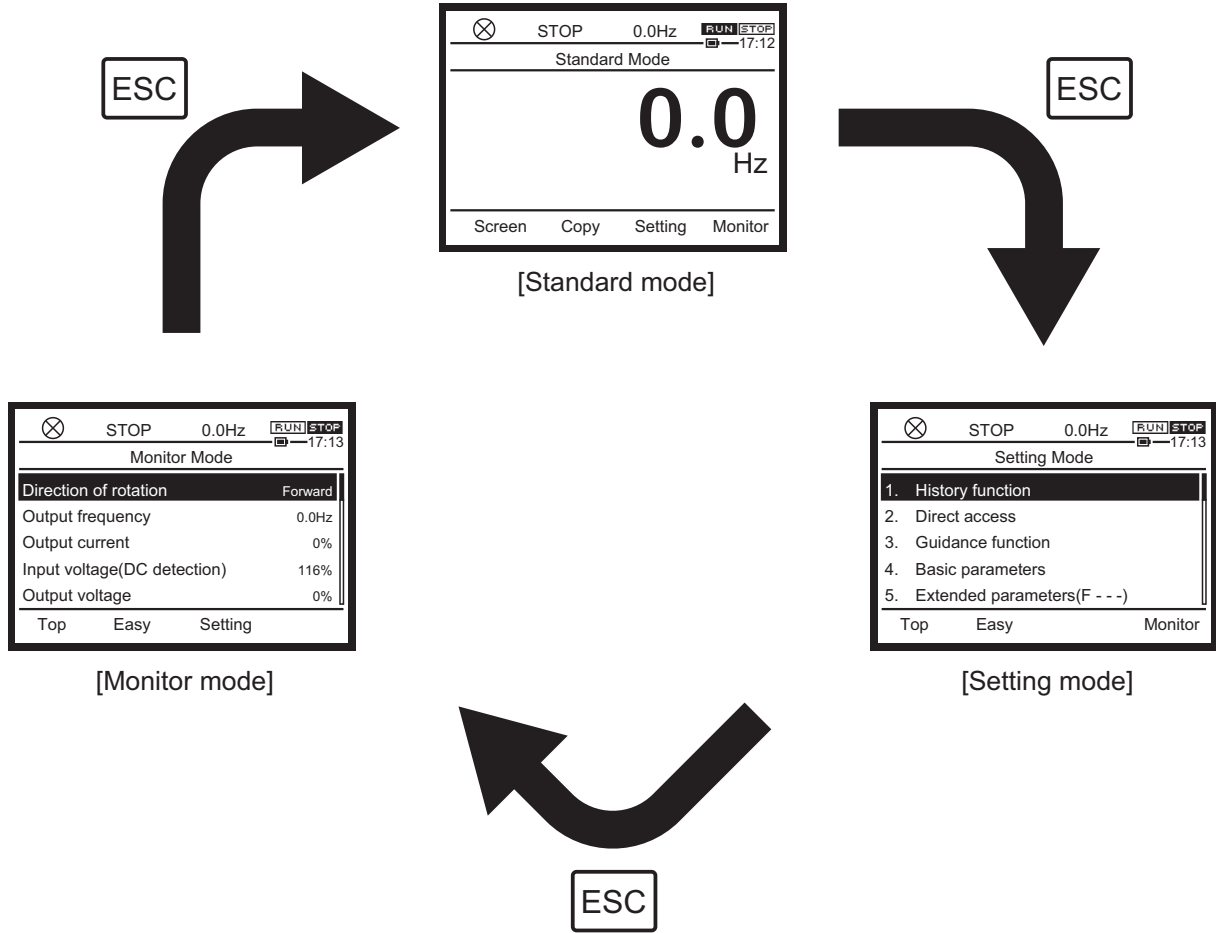 STOP 0.0Hz RUN STOP
17:12
Standard Mode
0.0
Hz
Screen Copy Setting Monitor
[Standard mode]
ESC
ESC
STOP 0.0Hz RUN STOP
17:13
Monitor Mode
Direction of rotation Forward
Output frequency 0.0Hz
Output current 0%
Input voltage(DC detection) 116%
Output voltage 0%
Top Easy Setting
[Monitor mode]
STOP 0.0Hz RUN STOP
17:13
Setting Mode
1. History function
2. Direct access
3. Guidance function
4. Basic parameters
5. Extended parameters(F - - -)
Top Easy Monitor
[Setting mode]
ESC